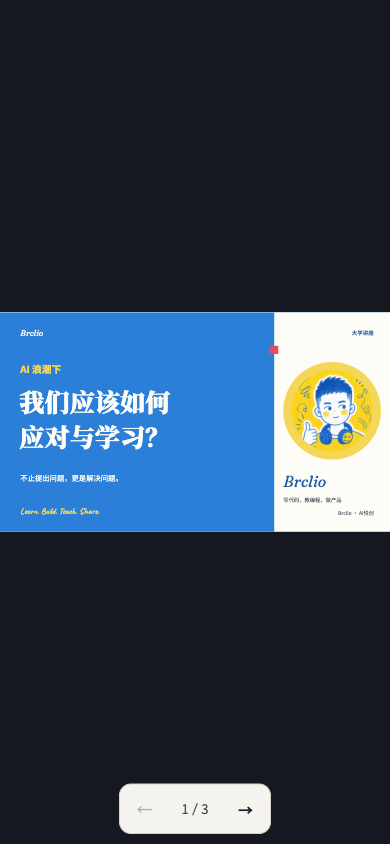 Brclio
AI 浪潮下
我们应该如何
应对与学习？
不止提出问题，更是解决问题。
Learn. Build. Teach. Share.
大学讲座
Brclio
写代码、教编程、做产品
Brclio · AI悦创
← 1 / 3 →